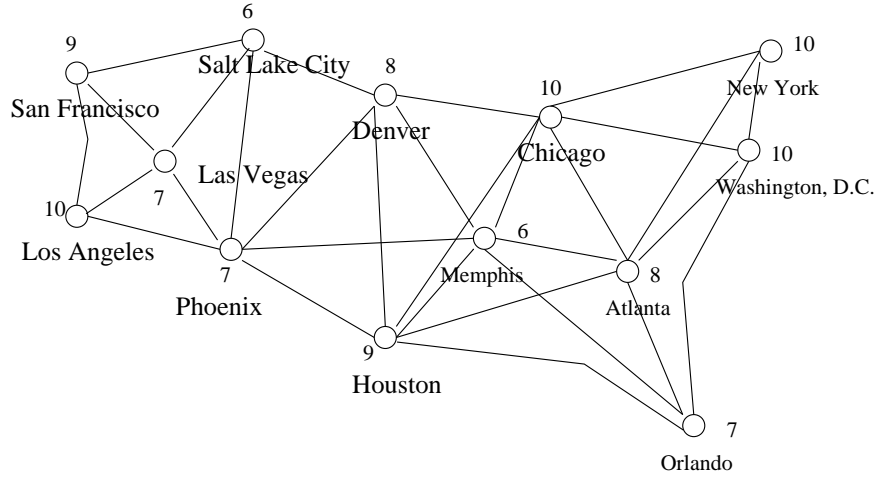 6
9
Salt Lake City
8
10
New York
San Francisco
10
Denver
Chicago
10
Las Vegas
7
Washington, D.C.
10
Los Angeles
6
7
Memphis
8
Phoenix
Atlanta
9
Houston
7
Orlando